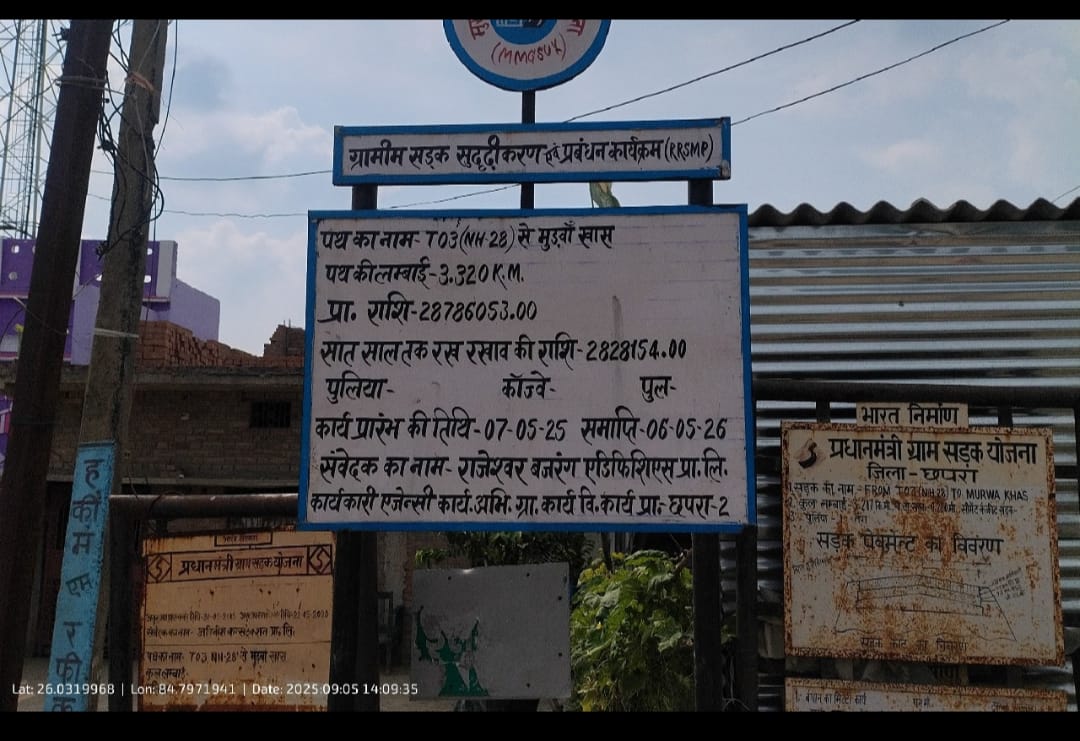 (MMGSUY)
ग्रामीम सड़क सुदृढ़ीकरण एवं प्रबंधन कार्यक्रम (RRSMP)
पथ का नाम- T03(NH-28) से मुड़वाँ खास
पथ की लम्बाई-3.320 K.M.
प्रा. राशि-28786053.00
सात साल तक रख रखाव की राशि-2828154.00
पुलिया- कॉज्वे- पुल-
कार्य प्रारंभ की तिथि-07-05-25 समाप्ति-06-05-26
संवेदक का नाम- राजेश्वर बजरंग एडिफिशिएस प्रा.लि.
कार्यकारी एजेन्सी कार्य.अभि.ग्रा.कार्य वि.कार्य प्रा.- छपरा-2
भारत निर्माण
प्रधानमंत्री ग्राम सड़क योजना
जिला - छपरा
सड़क की नाम - FROM T03 (NH 28) TO MURWA KHAS
सड़क पेवमेन्ट का विवरण
प्रधानमंत्री ग्राम सड़क योजना
पथ का नाम: T03 NH-28 से मुड़वा खास
हकीम एस
Lat: 26.0319968 | Lon: 84.7971941 | Date: 2025:09:05 14:09:35